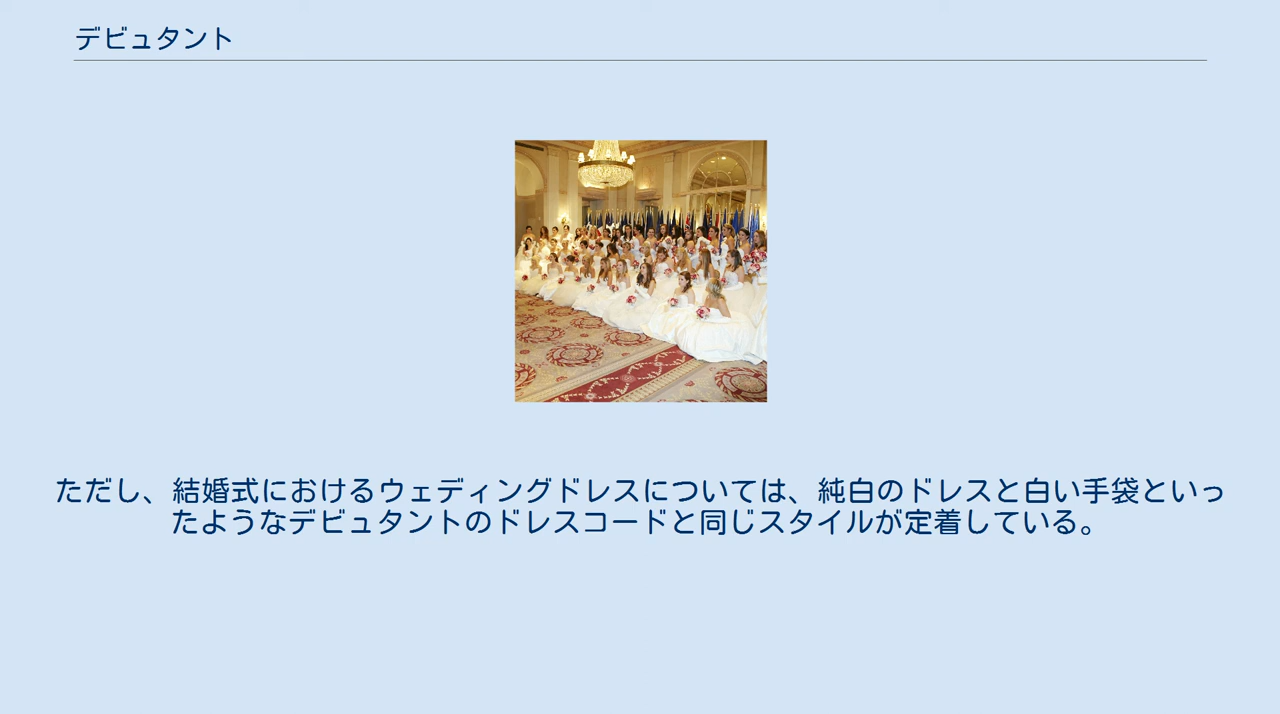 デビュタント
ただし、結婚式におけるウェディングドレスについては、純白のドレスと白い手袋といっ
たようなデビュタントのドレスコードと同じスタイルが定着している。